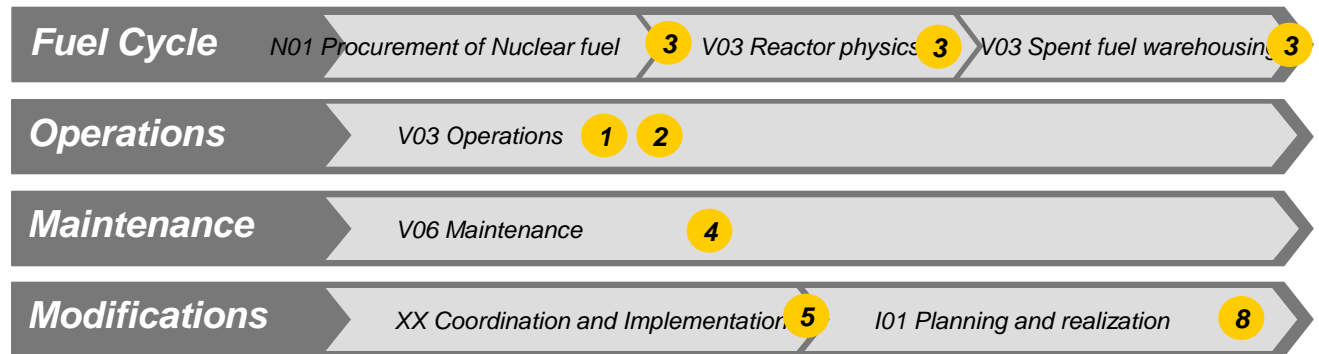 Fuel Cycle N01 Procurement of Nuclear fuel 3 V03 Reactor physics 3 V03 Spent fuel warehousing 3
Operations V03 Operations 1 2
Maintenance V06 Maintenance 4
Modifications XX Coordination and Implementation 5 I01 Planning and realization 8